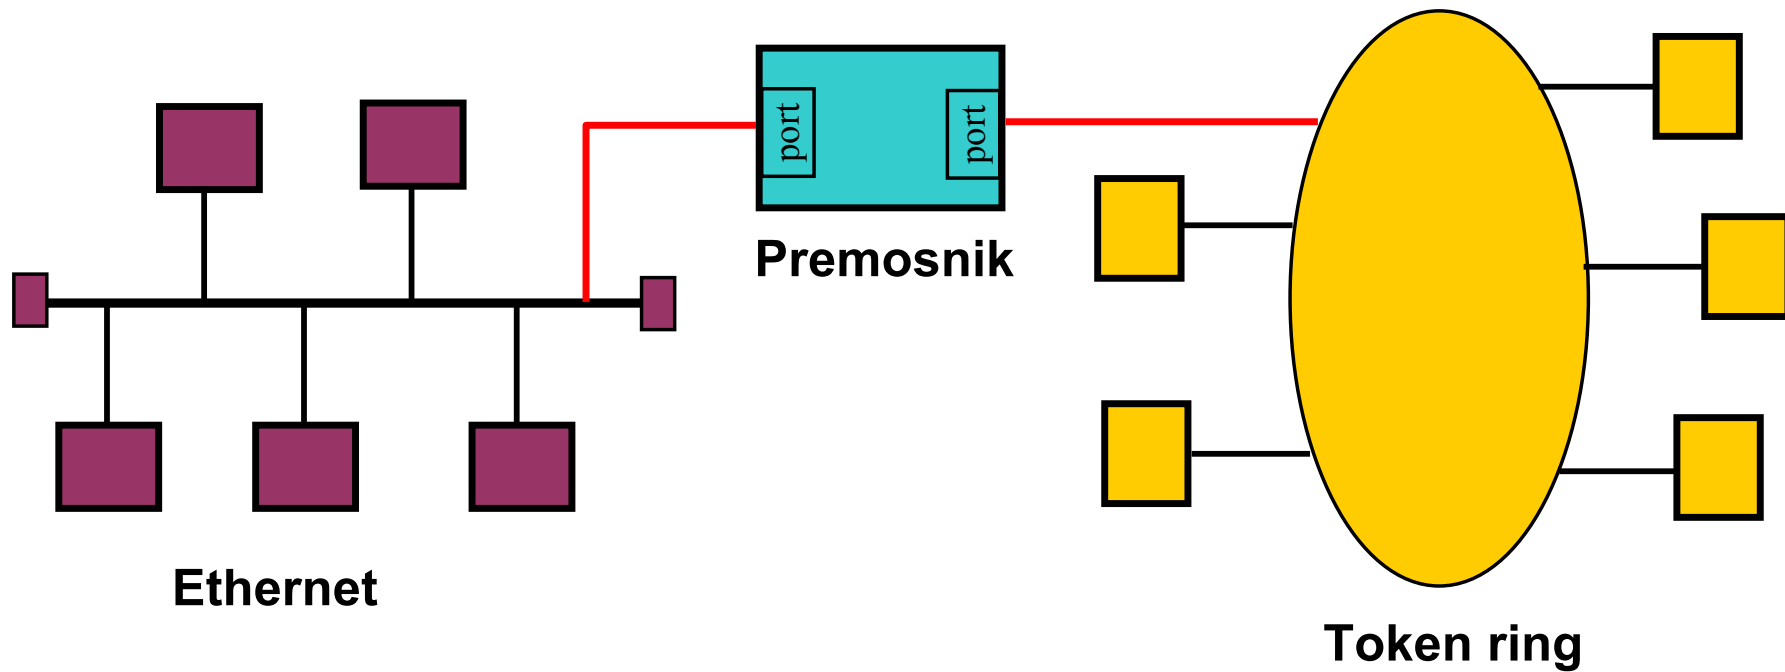 port
port
Premosnik
Ethernet
Token ring